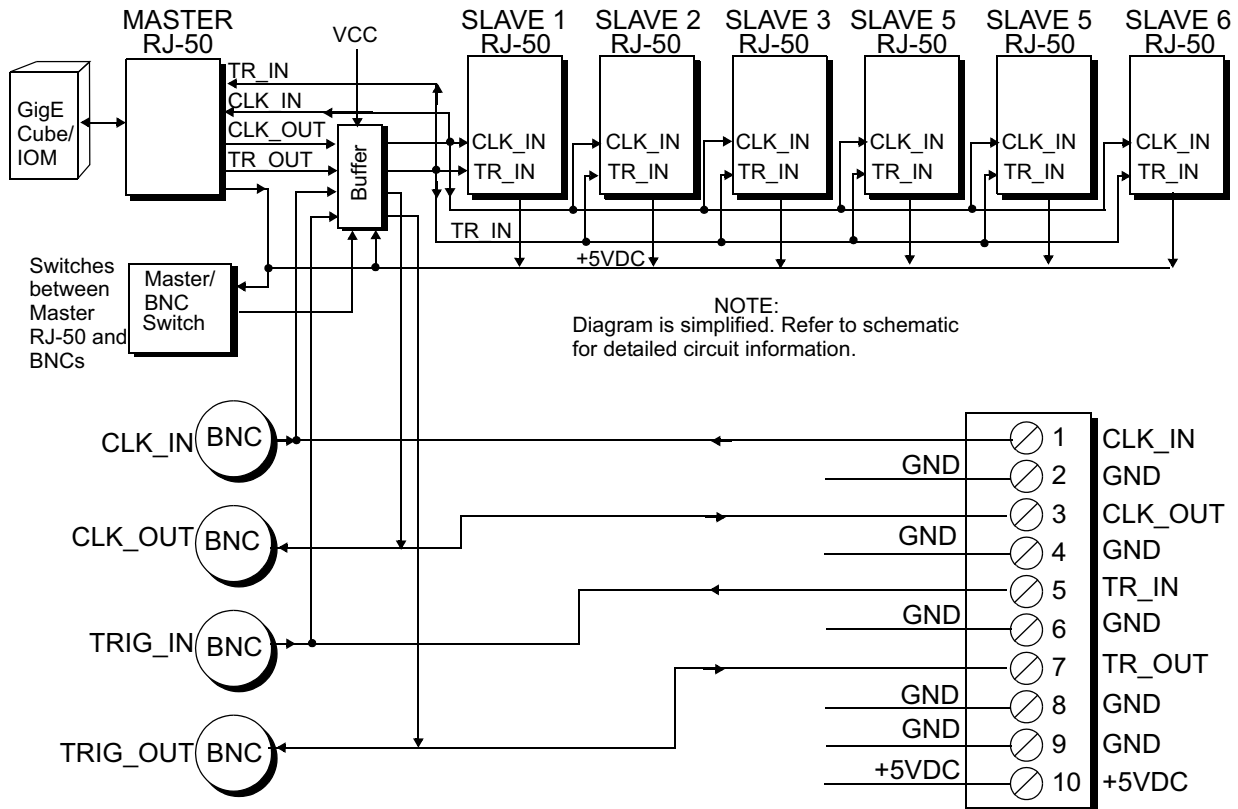 MASTER
RJ-50
VCC
SLAVE 1
RJ-50
SLAVE 2
RJ-50
SLAVE 3
RJ-50
SLAVE 5
RJ-50
SLAVE 5
RJ-50
SLAVE 6
RJ-50
GigE
Cube/
IOM
TR_IN
CLK_IN
CLK_OUT
TR_OUT
Buffer
CLK_IN
TR_IN
CLK_IN
TR_IN
CLK_IN
TR_IN
CLK_IN
TR_IN
CLK_IN
TR_IN
CLK_IN
TR_IN
TR_IN
+5VDC
Switches
between
Master
RJ-50 and
BNCs
Master/
BNC
Switch
NOTE:
Diagram is simplified. Refer to schematic
for detailed circuit information.
CLK_IN
BNC
CLK_OUT
BNC
TRIG_IN
BNC
TRIG_OUT
BNC
1 CLK_IN
GND 2 GND
3 CLK_OUT
GND 4 GND
5 TR_IN
GND 6 GND
7 TR_OUT
GND 8 GND
GND 9 GND
+5VDC 10 +5VDC